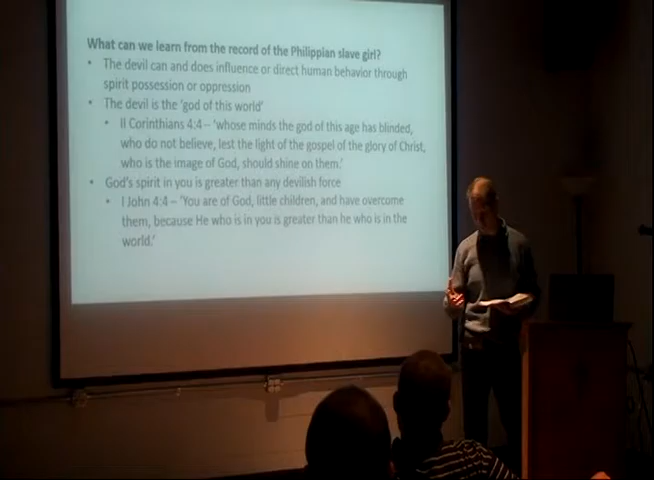 What can we learn from the record of the Philippian slave girl?
• The devil can and does influence or direct human behavior through
spirit possession or oppression
• The devil is the 'god of this world'
• II Corinthians 4:4 – 'whose minds the god of this age has blinded,
who do not believe, lest the light of the gospel of the glory of Christ,
who is the image of God, should shine on them.'
• God's spirit in you is greater than any devilish force
• I John 4:4 – 'You are of God, little children, and have overcome
them, because He who is in you is greater than he who is in the
world.'